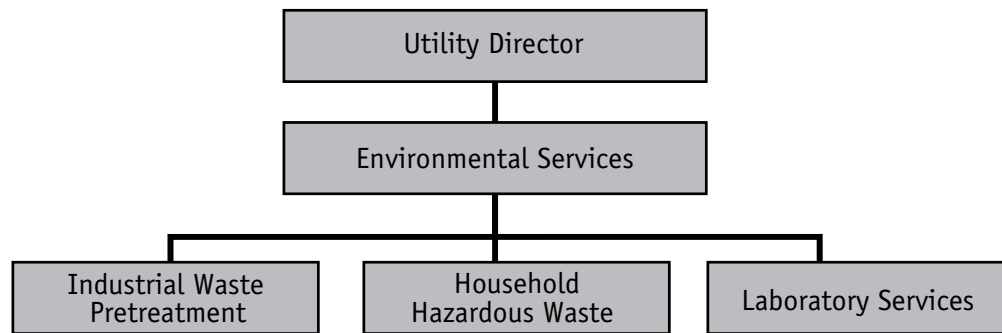 Utility Director
Environmental Services
Industrial Waste
Pretreatment
Household
Hazardous Waste
Laboratory Services